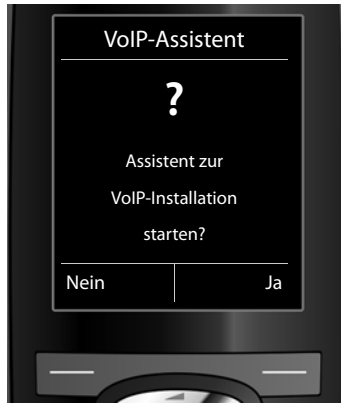 VoIP-Assistent
?
Assistent zur
VoIP-Installation
starten?
Nein Ja